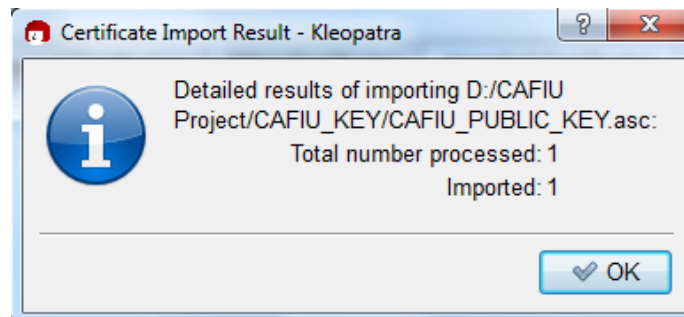 Certificate Import Result - Kleopatra
Detailed results of importing D:/CAFIU
Project/CAFIU_KEY/CAFIU_PUBLIC_KEY.asc:
Total number processed: 1
Imported: 1
OK